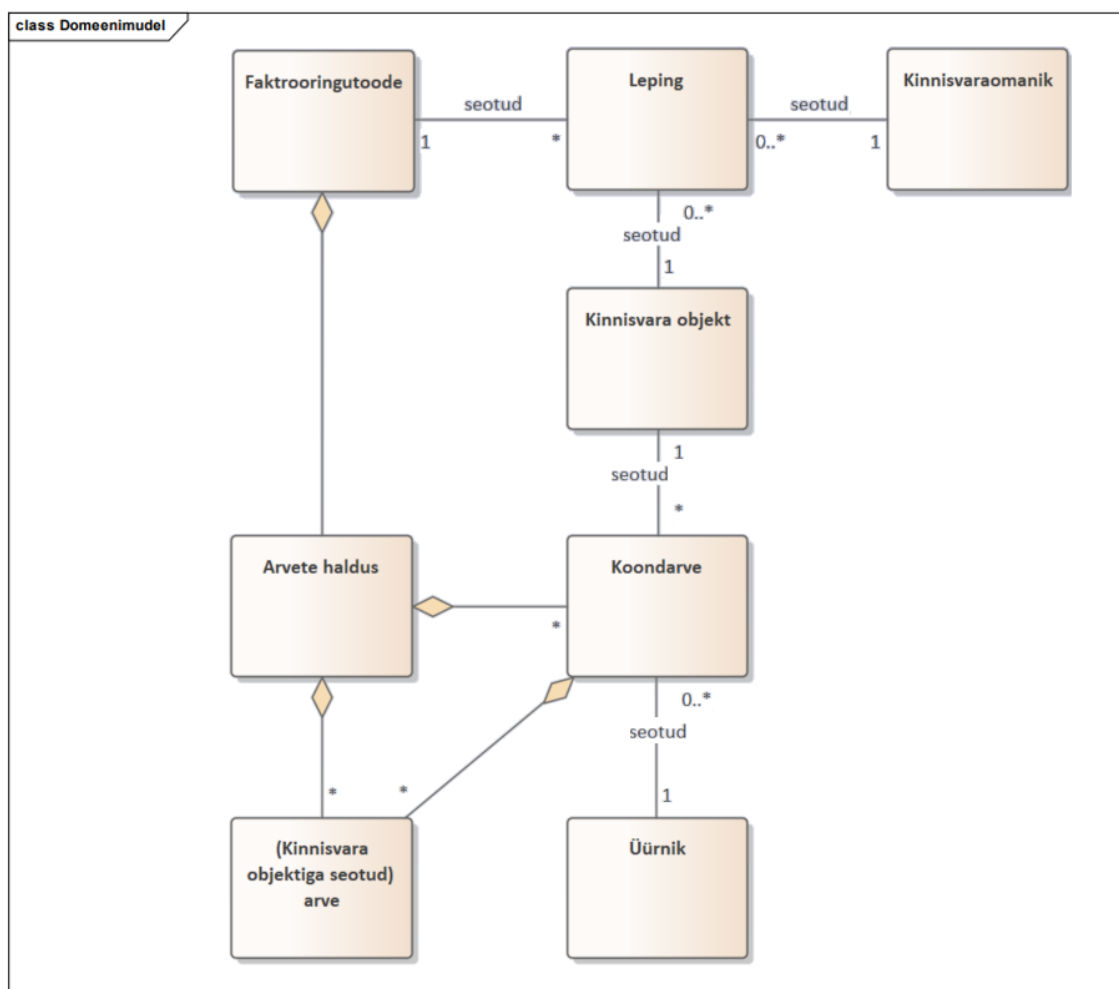 class Domeenimudel
Faktrooringutoode
Leping
Kinnisvaraomanik
seotud
seotud
1
*
0..*
1
0..*
seotud
1
Kinnisvara objekt
1
seotud
*
Arvete haldus
Koondarve
*
0..*
seotud
*
*
1
(Kinnisvara
objektiga seotud)
arve
Üürnik